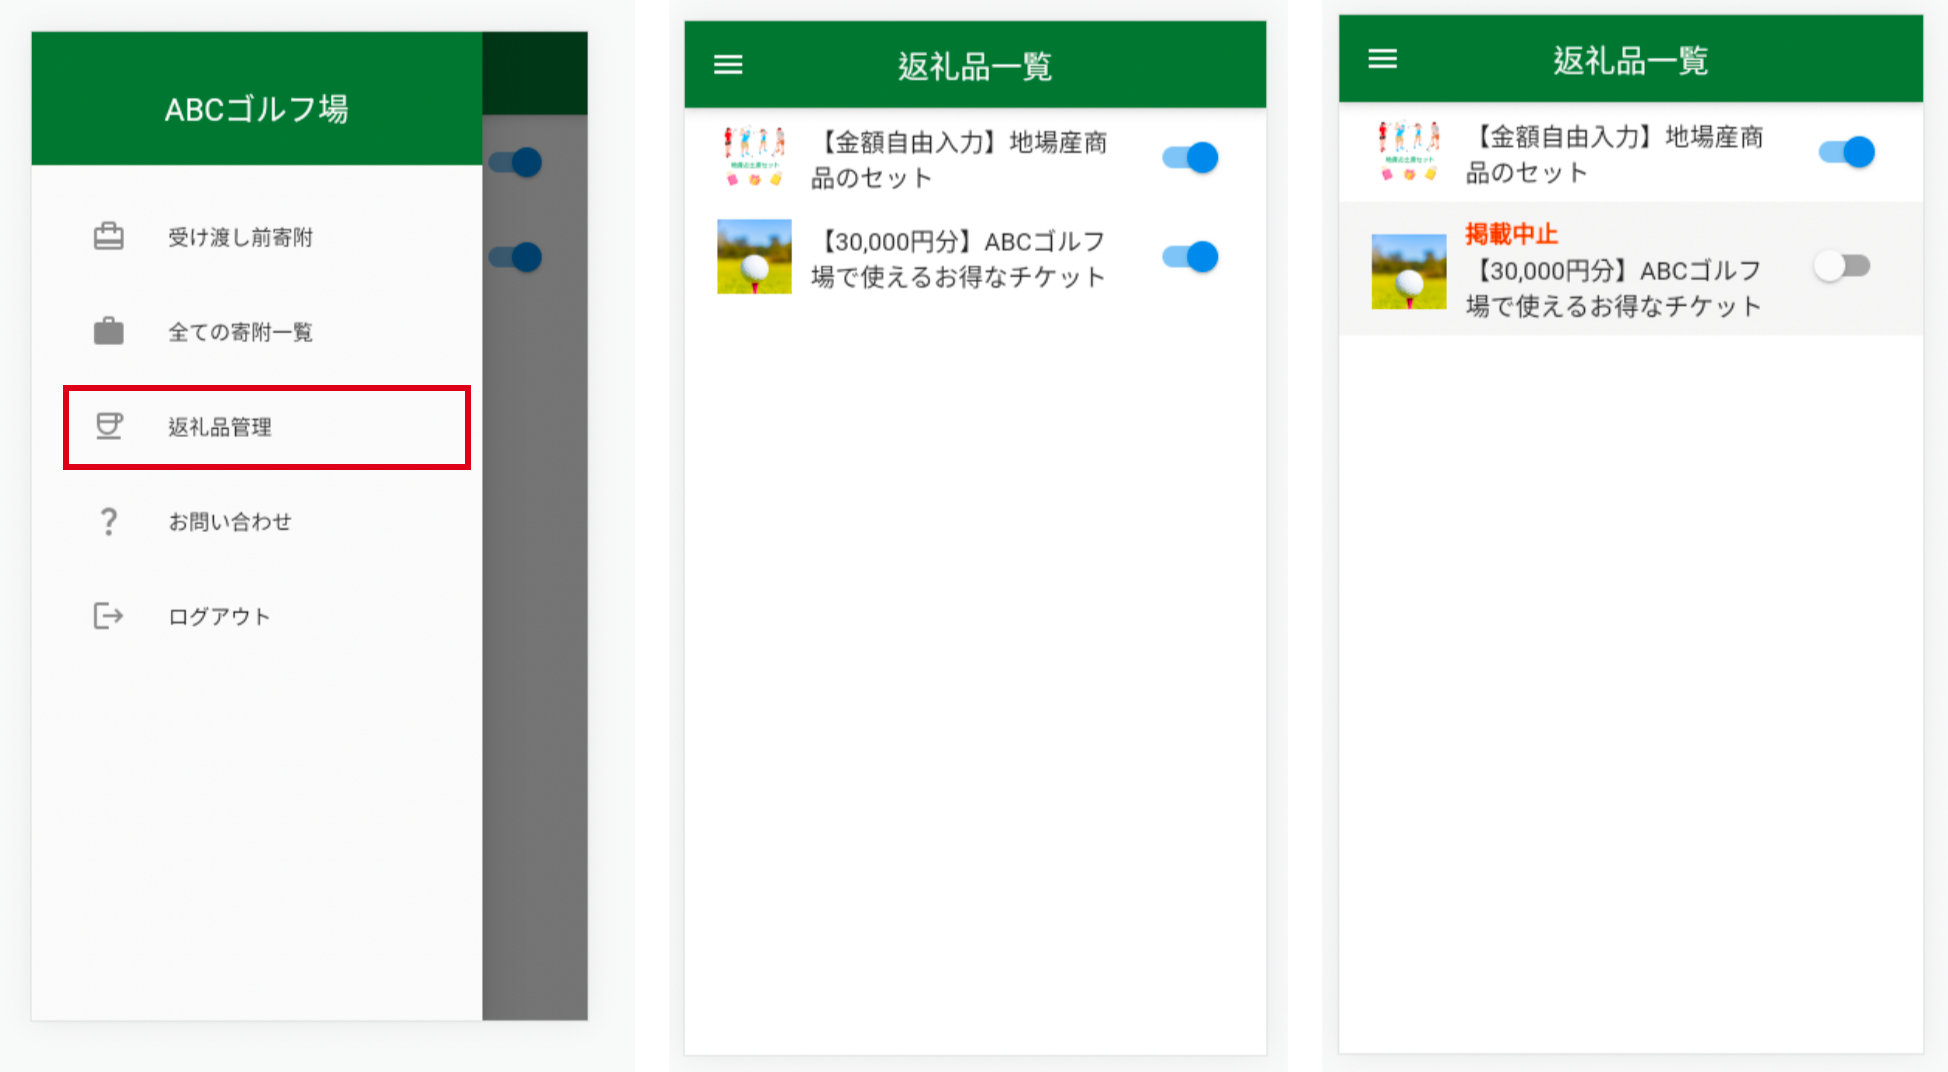 ABCゴルフ場
受け渡し前寄附
全ての寄附一覧
返礼品管理
お問い合わせ
ログアウト
返礼品一覧
【金額自由入力】地場産商
品のセット
【30,000円分】ABCゴルフ
場で使えるお得なチケット
返礼品一覧
【金額自由入力】地場産商
品のセット
掲載中止
【30,000円分】ABCゴルフ
場で使えるお得なチケット